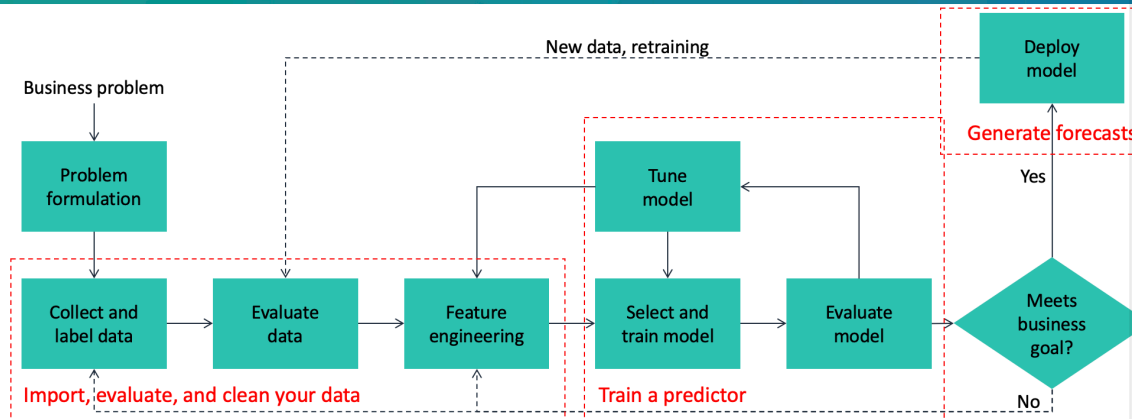 New data, retraining
Deploy
model
Business problem
Generate forecasts
Problem
formulation
Tune
model
Yes
Collect and
label data
Evaluate
data
Feature
engineering
Select and
train model
Evaluate
model
Meets
business
goal?
Import, evaluate, and clean your data
Train a predictor
No